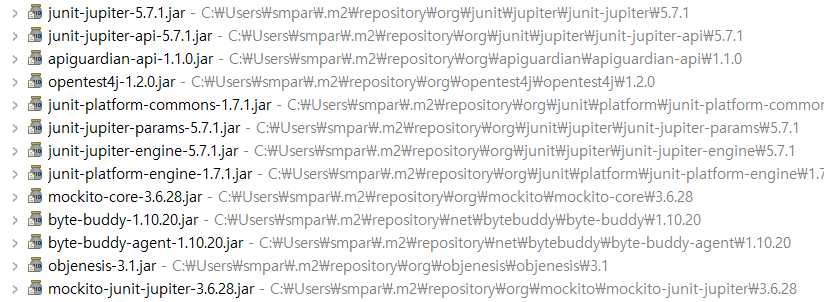 junit-jupiter-5.7.1.jar - C:₩Users₩smpar₩.m2₩repository₩org₩junit₩jupiter₩junit-jupiter₩5.7.1
junit-jupiter-api-5.7.1.jar - C:₩Users₩smpar₩.m2₩repository₩org₩junit₩jupiter₩junit-jupiter-api₩5.7.1
apiguardian-api-1.1.0.jar - C:₩Users₩smpar₩.m2₩repository₩org₩apiguardian₩apiguardian-api₩1.1.0
opentest4j-1.2.0.jar - C:₩Users₩smpar₩.m2₩repository₩org₩opentest4j₩opentest4j₩1.2.0
junit-platform-commons-1.7.1.jar - C:₩Users₩smpar₩.m2₩repository₩org₩junit₩platform₩junit-platform-common
junit-jupiter-params-5.7.1.jar - C:₩Users₩smpar₩.m2₩repository₩org₩junit₩jupiter₩junit-jupiter-params₩5.7.1
junit-jupiter-engine-5.7.1.jar - C:₩Users₩smpar₩.m2₩repository₩org₩junit₩jupiter₩junit-jupiter-engine₩5.7.1
junit-platform-engine-1.7.1.jar - C:₩Users₩smpar₩.m2₩repository₩org₩junit₩platform₩junit-platform-engine₩1.7
mockito-core-3.6.28.jar - C:₩Users₩smpar₩.m2₩repository₩org₩mockito₩mockito-core₩3.6.28
byte-buddy-1.10.20.jar - C:₩Users₩smpar₩.m2₩repository₩net₩bytebuddy₩byte-buddy₩1.10.20
byte-buddy-agent-1.10.20.jar - C:₩Users₩smpar₩.m2₩repository₩net₩bytebuddy₩byte-buddy-agent₩1.10.20
objenesis-3.1.jar - C:₩Users₩smpar₩.m2₩repository₩org₩objenesis₩objenesis₩3.1
mockito-junit-jupiter-3.6.28.jar - C:₩Users₩smpar₩.m2₩repository₩org₩mockito₩mockito-junit-jupiter₩3.6.28